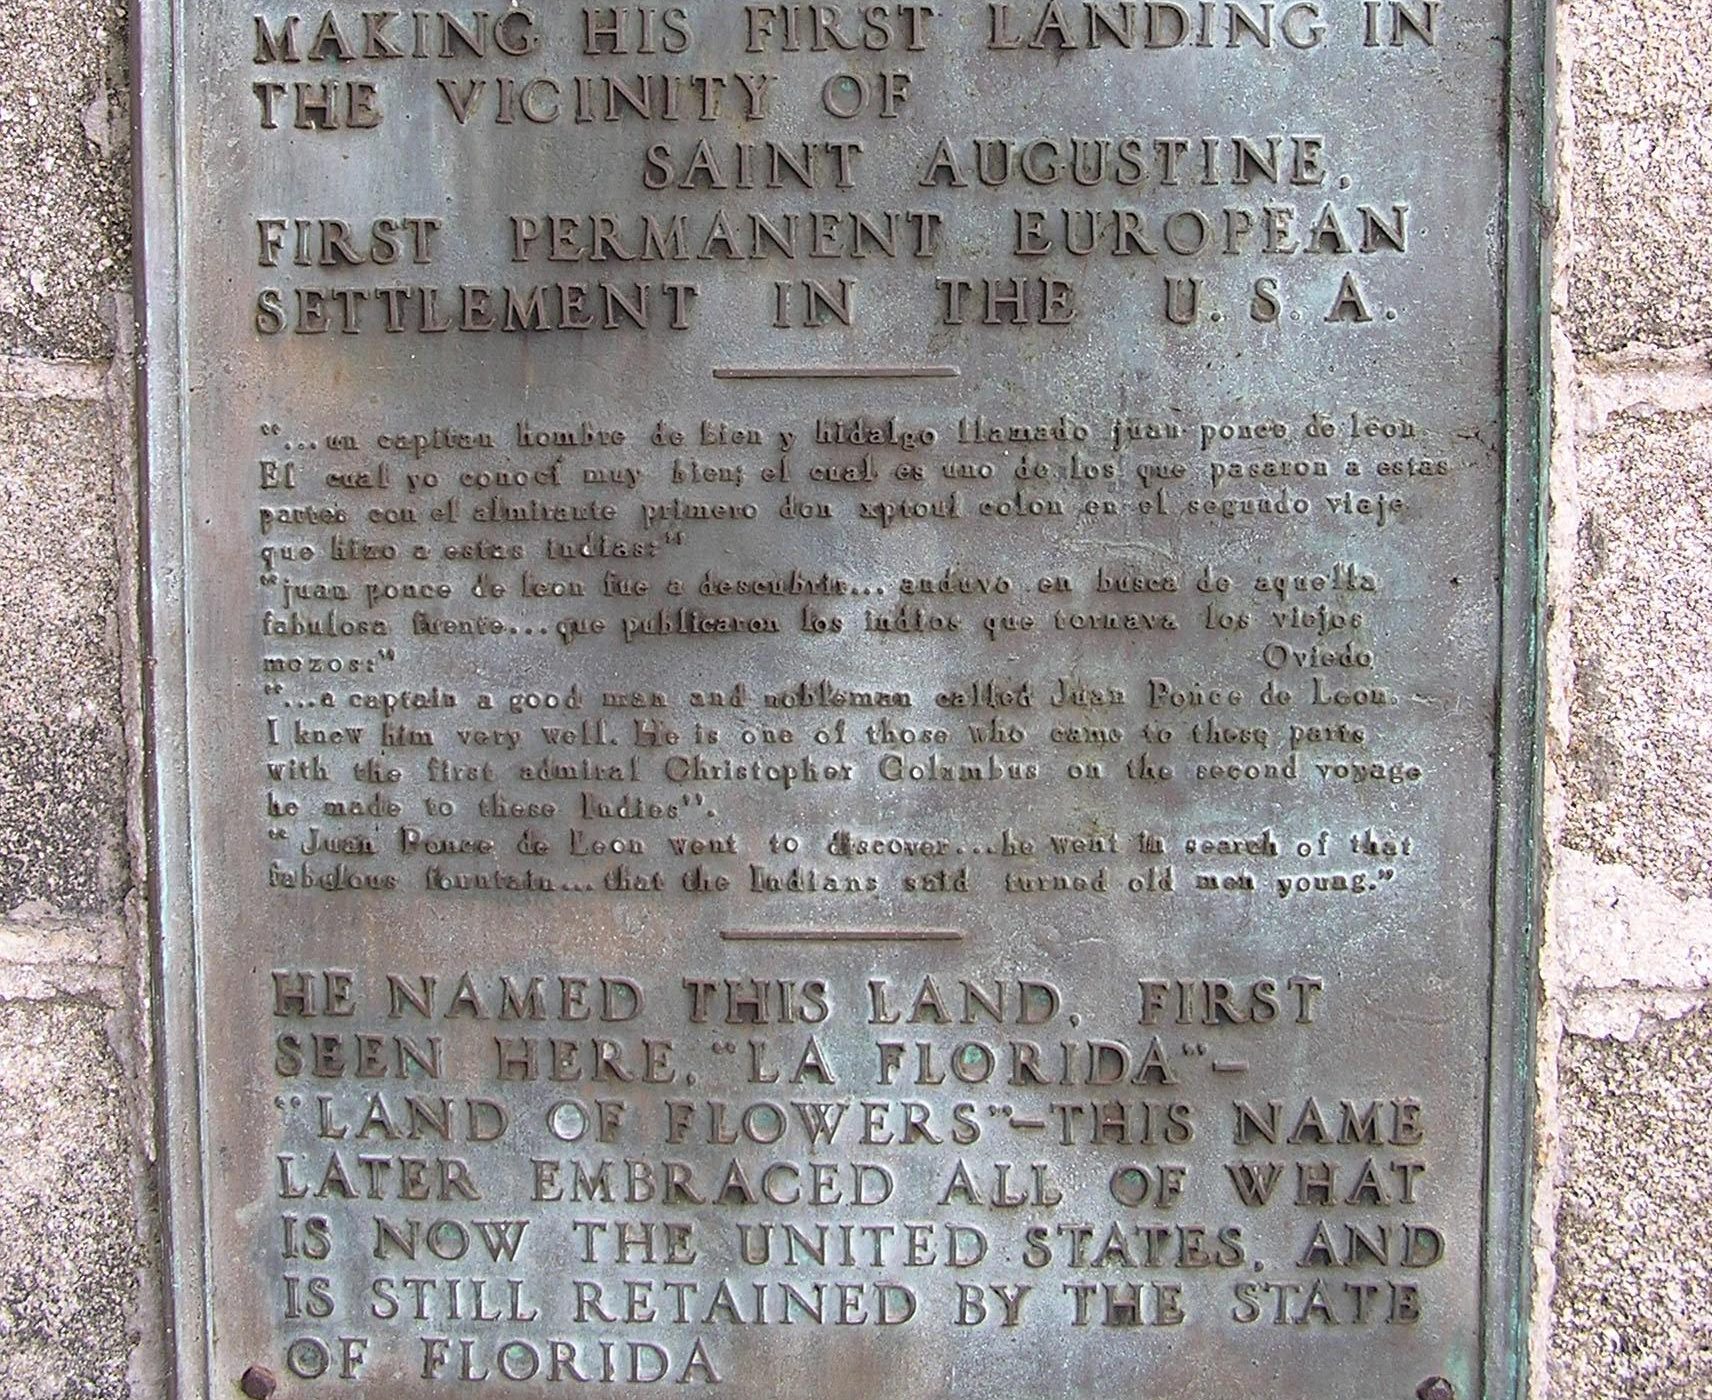 MAKING HIS FIRST LANDING IN
THE VICINITY OF
SAINT AUGUSTINE,
FIRST PERMANENT EUROPEAN
SETTLEMENT IN THE U.S.A.
"...un capitan hombre de bien y hidalgo llamado juan ponce de leon.
El cual yo conocí muy bien; el cual es uno de los que pasaron a estas
partes con el almirante primero don xptoul colon en el segundo viaje
que hizo a estas indias:"
"juan ponce de leon fue a descubrir... anduvo en busca de aquella
fabulosa fuente... que publicaron los indios que tornava los viejos
mozos:" Oviedo
"...a captain a good man and nobleman called Juan Ponce de Leon.
I knew him very well. He is one of those who came to these parts
with the first admiral Christopher Columbus on the second voyage
he made to these Indies".
"Juan Ponce de Leon went to discover...he went in search of that
fabulous fountain... that the Indians said turned old men young."
HE NAMED THIS LAND, FIRST
SEEN HERE, "LA FLORIDA"-
"LAND OF FLOWERS"-THIS NAME
LATER EMBRACED ALL OF WHAT
IS NOW THE UNITED STATES, AND
IS STILL RETAINED BY THE STATE
OF FLORIDA